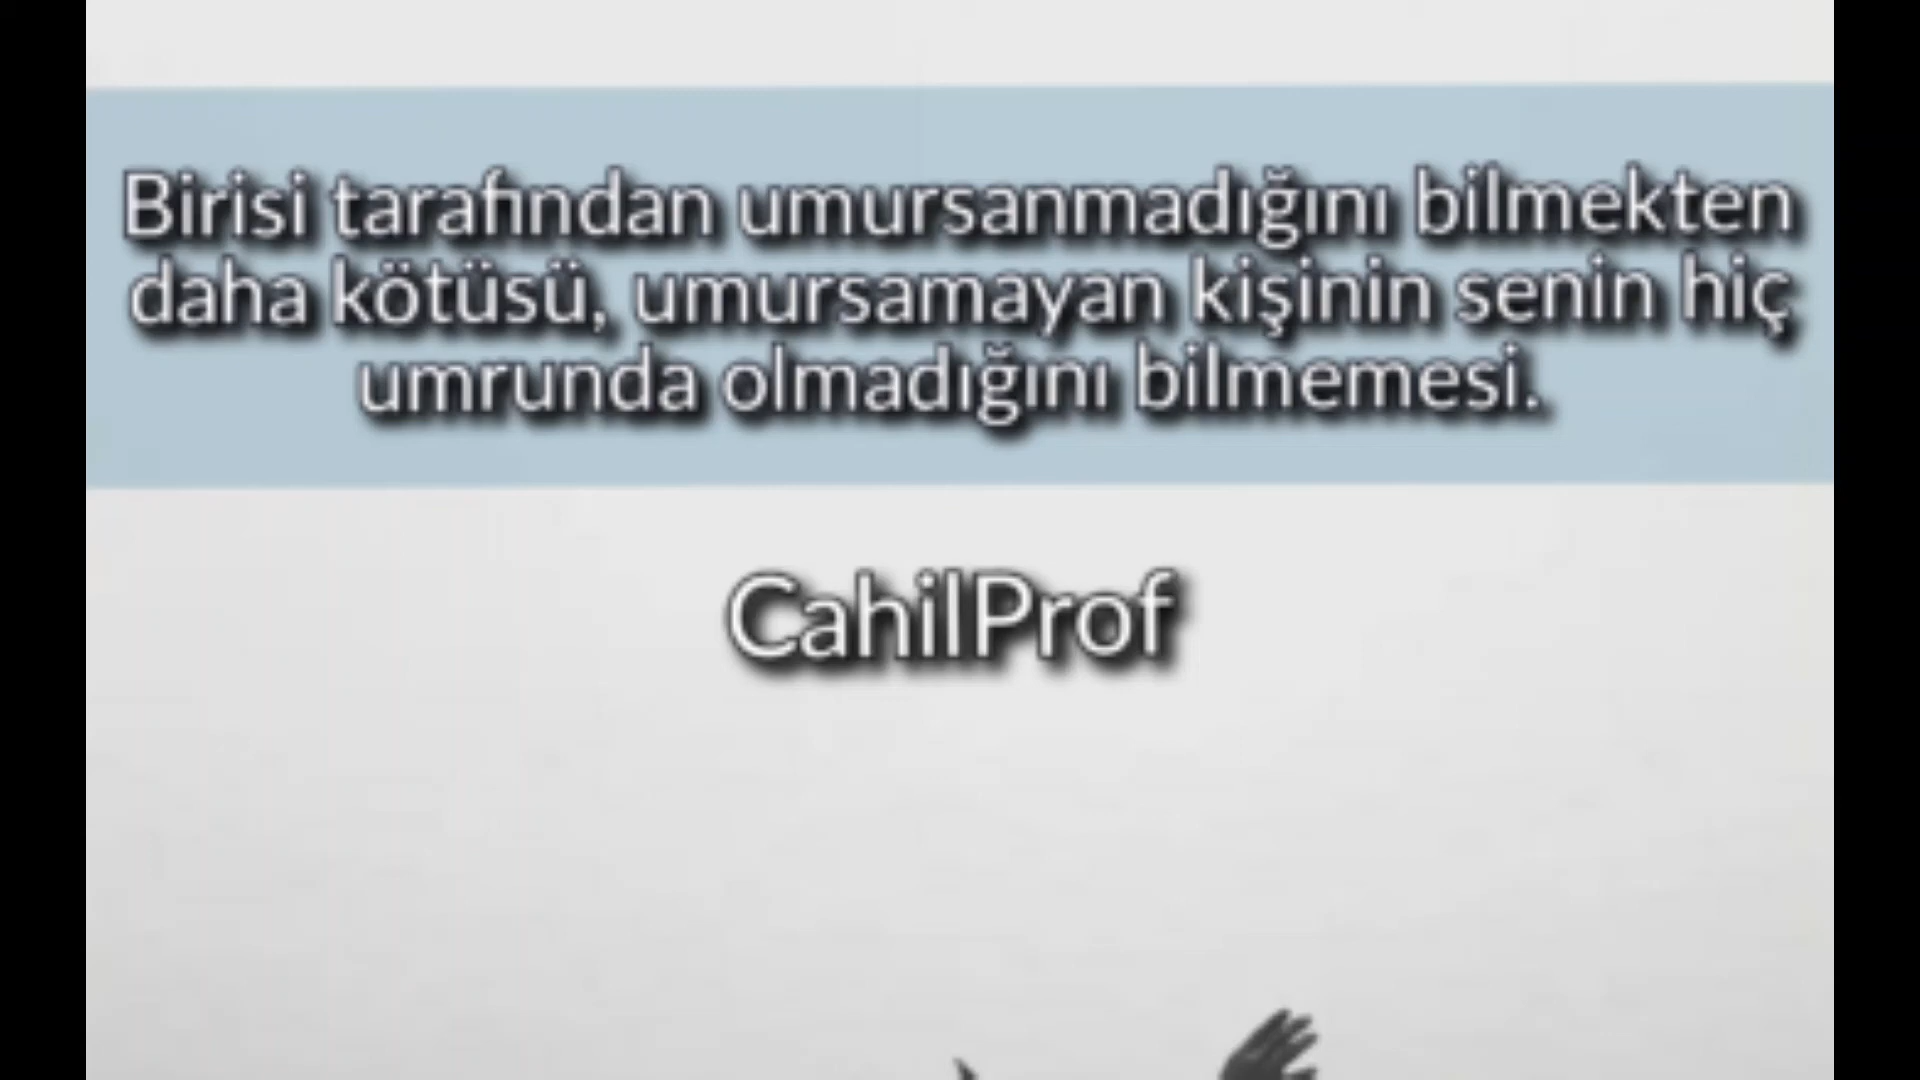 Birisi tarafından umursanmadığını bilmekten
daha kötüsü, umursamayan kişinin senin hiç
umrunda olmadığını bilmemesi.
CahilProf